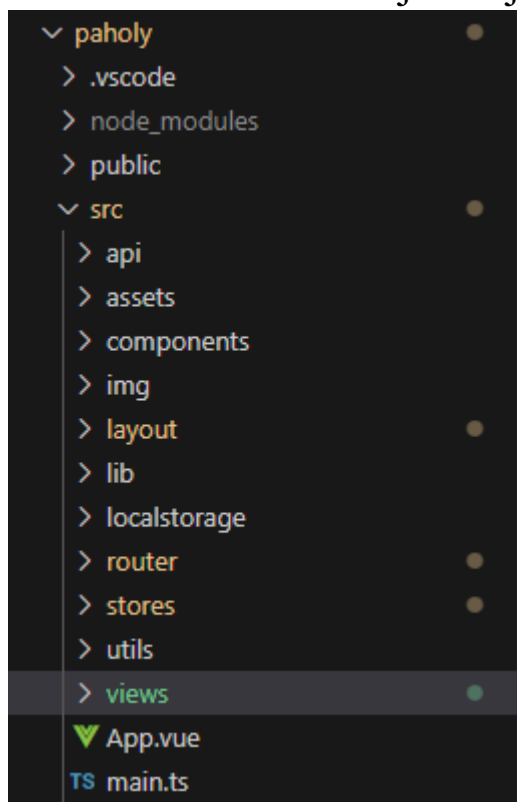 paholy
.vscode
node_modules
public
src
api
assets
components
img
layout
lib
localstorage
router
stores
utils
views
App.vue
TS main.ts